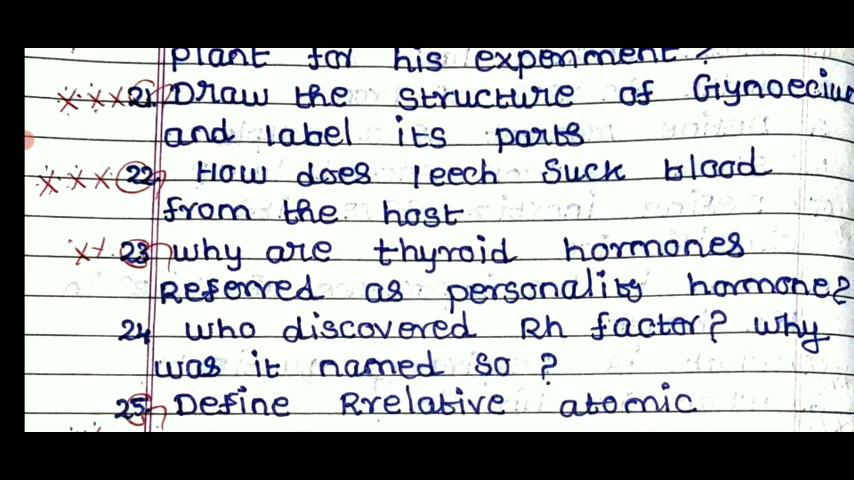 plant for his expenment?
××× 21. Draw the structure of Gynoecium
and label its parts
××× 22. How does leech suck blood
from the host
×× 23. why are thyroid hormones
Referred as personality hormone?
24 who discovered Rh factor? why
was it named so ?
25. Define Rrelative atomic